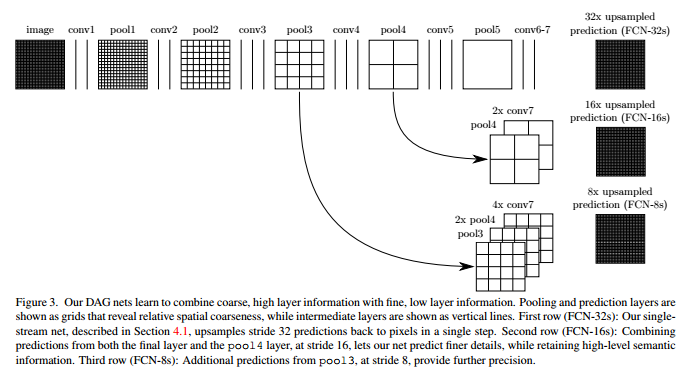 32x upsampled
image conv1 pool1 conv2 pool2 conv3 pool3 conv4 pool4 conv5 pool5 conv6-7 prediction (FCN-32s)
16x upsampled
2x conv7 prediction (FCN-16s)
pool4
8x upsampled
4x conv7 prediction (FCN-8s)
2x pool4
pool3
Figure 3. Our DAG nets learn to combine coarse, high layer information with fine, low layer information. Pooling and prediction layers are
shown as grids that reveal relative spatial coarseness, while intermediate layers are shown as vertical lines. First row (FCN-32s): Our single-
stream net, described in Section 4.1, upsamples stride 32 predictions back to pixels in a single step. Second row (FCN-16s): Combining
predictions from both the final layer and the pool4 layer, at stride 16, lets our net predict finer details, while retaining high-level semantic
information. Third row (FCN-8s): Additional predictions from pool3, at stride 8, provide further precision.